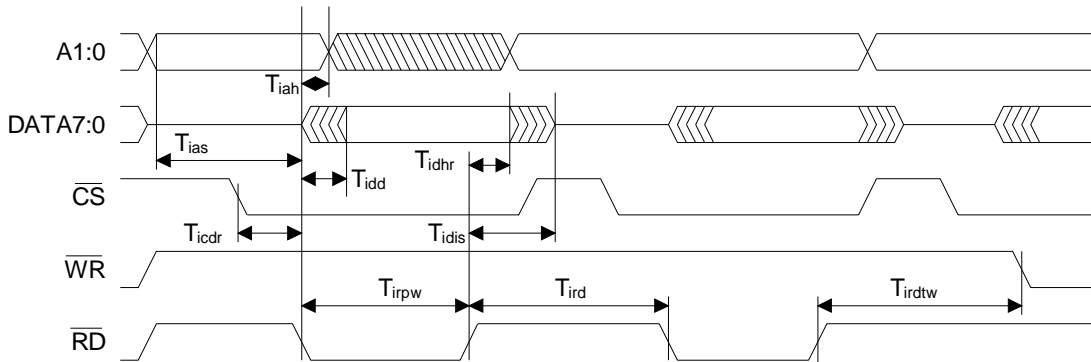 A1:0
Tiah
DATA7:0
Tias
Tidd
Tidhr
CS
Ticdr
Tidis
WR
Tirpw
Tird
Tirdtw
RD